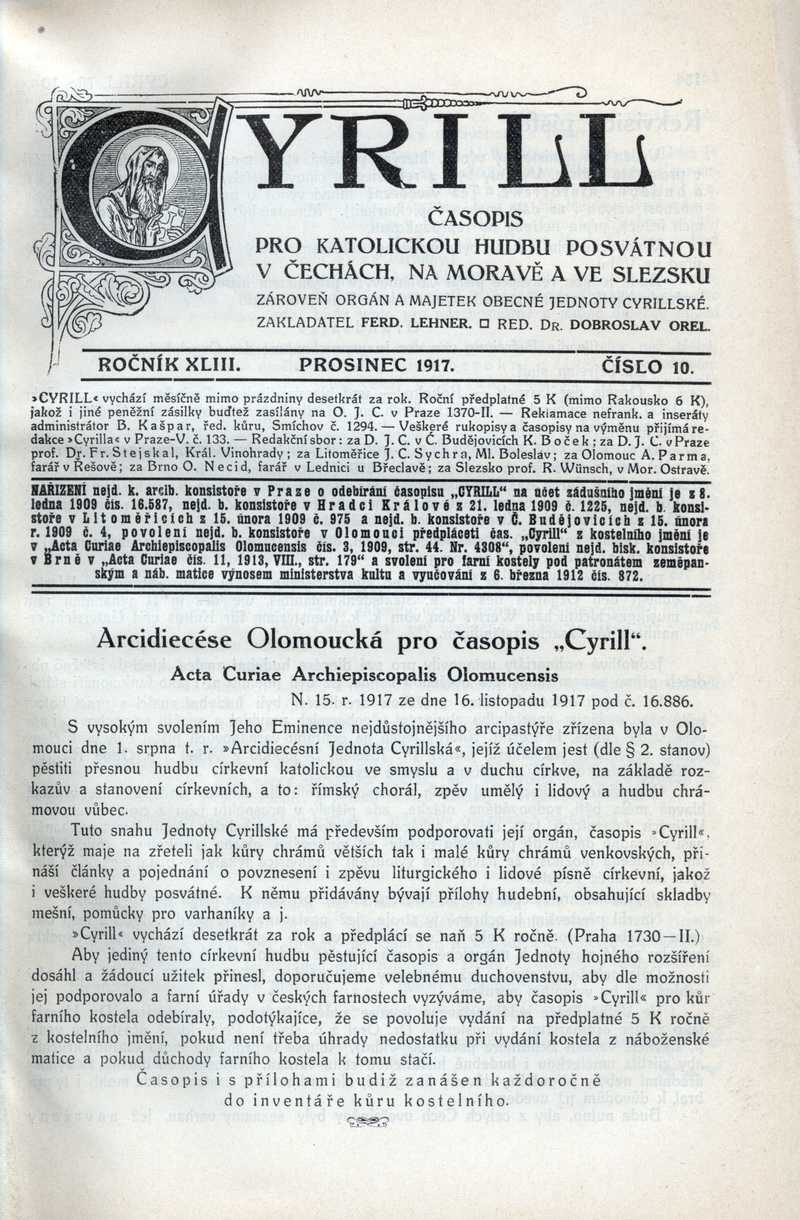 CYRILL
ČASOPIS
PRO KATOLICKOU HUDBU POSVÁTNOU
V ČECHÁCH, NA MORAVĚ A VE SLEZSKU
ZÁROVEŇ ORGÁN A MAJETEK OBECNÉ JEDNOTY CYRILLSKÉ.
ZAKLADATEL FERD. LEHNER. □ RED. DR. DOBROSLAV OREL.
ROČNÍK XLIII. PROSINEC 1917. ČÍSLO 10.
»CYRILL« vychází měsíčně mimo prázdniny desetkrát za rok. Roční předplatné 5 K (mimo Rakousko 6 K),
jakož i jiné peněžní zásilky buďtež zasílány na O. J. C. v Praze 1370-II. — Reklamace nefrank. a inseráty
administrátor B. Kašpar, řed. kůru, Smíchov č. 1294. — Veškeré rukopisy a časopisy na výměnu přijímá re-
dakce »Cyrilla« v Praze-V. č. 133. — Redakční sbor: za D. J. C. v Č. Budějovicích K. Boček; za D. J. C. v Praze
prof. Dr. Fr. Stejskal, Král. Vinohrady; za Litoměřice J. C. Sychra, Ml. Boleslav; za Olomouc A. Parma,
farář v Řešově; za Brno O. Necid, farář v Lednici u Břeclavě; za Slezsko prof. R. Wünsch, v Mor. Ostravě.
NAŘÍZENÍ nejd. k. arcib. konsistoře v Praze o odebírání časopisu „CYRILL“ na účet zádušního jmění je z 8.
ledna 1909 čís. 16.587, nejd. b. konsistoře v Hradci Králové z 21. ledna 1909 č. 1225, nejd. b. konsi-
stoře v Litoměřicích z 15. února 1909 č. 975 a nejd. b. konsistoře v Č. Budějovicích z 15. února
r. 1909 č. 4, povolení nejd. b. konsistoře v Olomouci předpláceti čas. „Cyrill“ z kostelního jmění je
v „Acta Curiae Archiepiscopalis Olomucensis čís. 3, 1909, str. 44. Nr. 4308“, povolení nejd. bisk. konsistoře
v Brně v „Acta Curiae čís. 11, 1913, VIII., str. 179“ a svolení pro farní kostely pod patronátem zeměpan-
ským a náb. matice výnosem ministerstva kultu a vyučování z 6. března 1912 čís. 872.
Arcidiecése Olomoucká pro časopis „Cyrill“.
Acta Curiae Archiepiscopalis Olomucensis
N. 15. r. 1917 ze dne 16. listopadu 1917 pod č. 16.886.
S vysokým svolením Jeho Eminence nejdůstojnějšího arcipastýře zřízena byla v Olo-
mouci dne 1. srpna t. r. »Arcidiecésní Jednota Cyrillská«, jejíž účelem jest (dle § 2. stanov)
pěstiti přesnou hudbu církevní katolickou ve smyslu a v duchu církve, na základě roz-
kazův a stanovení církevních, a to: římský chorál, zpěv umělý i lidový a hudbu chrá-
movou vůbec.
Tuto snahu Jednoty Cyrillské má především podporovati její orgán, časopis »Cyrill«,
kterýž maje na zřeteli jak kůry chrámů větších tak i malé kůry chrámů venkovských, při-
náší články a pojednání o povznesení i zpěvu liturgického i lidové písně církevní, jakož
i veškeré hudby posvátné. K němu přidávány bývají přílohy hudební, obsahující skladby
mešní, pomůcky pro varhaníky a j.
»Cyrill« vychází desetkrát za rok a předplácí se naň 5 K ročně. (Praha 1730—II.)
Aby jediný tento církevní hudbu pěstující časopis a orgán Jednoty hojného rozšíření
dosáhl a žádoucí užitek přinesl, doporučujeme velebnému duchovenstvu, aby dle možnosti
jej podporovalo a farní úřady v českých farnostech vyzýváme, aby časopis »Cyrill« pro kůr
farního kostela odebíraly, podotýkajíce, že se povoluje vydání na předplatné 5 K ročně
z kostelního jmění, pokud není třeba úhrady nedostatku při vydání kostela z náboženské
matice a pokud důchody farního kostela k tomu stačí.
Časopis i s přílohami budiž zanášen každoročně
do inventáře kůru kostelního.